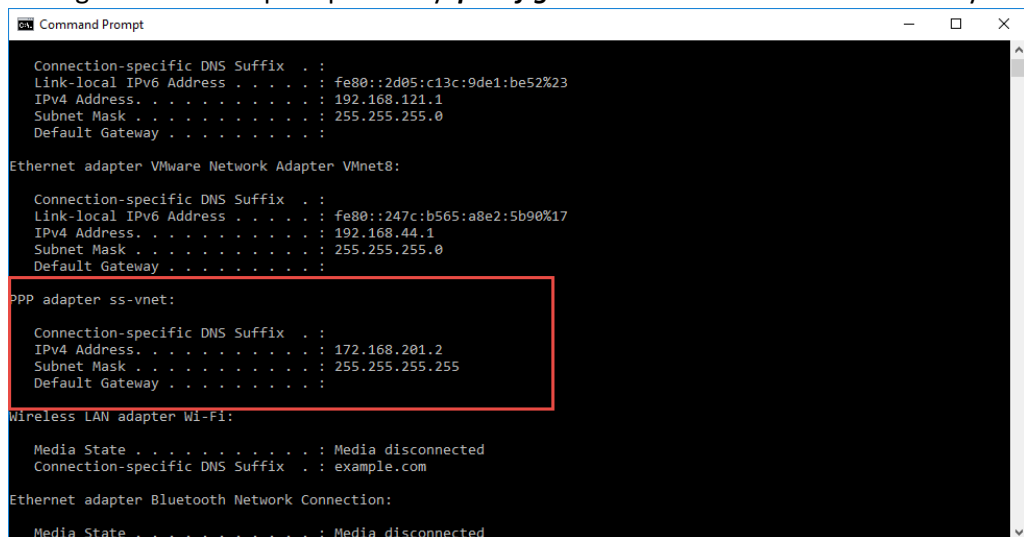 Command Prompt
Connection-specific DNS Suffix . :
Link-local IPv6 Address . . . . . : fe80::2d05:c13c:9de1:be52%23
IPv4 Address. . . . . . . . . . . : 192.168.121.1
Subnet Mask . . . . . . . . . . . : 255.255.255.0
Default Gateway . . . . . . . . . :
Ethernet adapter VMware Network Adapter VMnet8:
Connection-specific DNS Suffix . :
Link-local IPv6 Address . . . . . : fe80::247c:b565:a8e2:5b90%17
IPv4 Address. . . . . . . . . . . : 192.168.44.1
Subnet Mask . . . . . . . . . . . : 255.255.255.0
Default Gateway . . . . . . . . . :
PPP adapter ss-vnet:
Connection-specific DNS Suffix . :
IPv4 Address. . . . . . . . . . . : 172.168.201.2
Subnet Mask . . . . . . . . . . . : 255.255.255.255
Default Gateway . . . . . . . . . :
Wireless LAN adapter Wi-Fi:
Media State . . . . . . . . . . . : Media disconnected
Connection-specific DNS Suffix . : example.com
Ethernet adapter Bluetooth Network Connection:
Media State . . . . . . . . . . . : Media disconnected